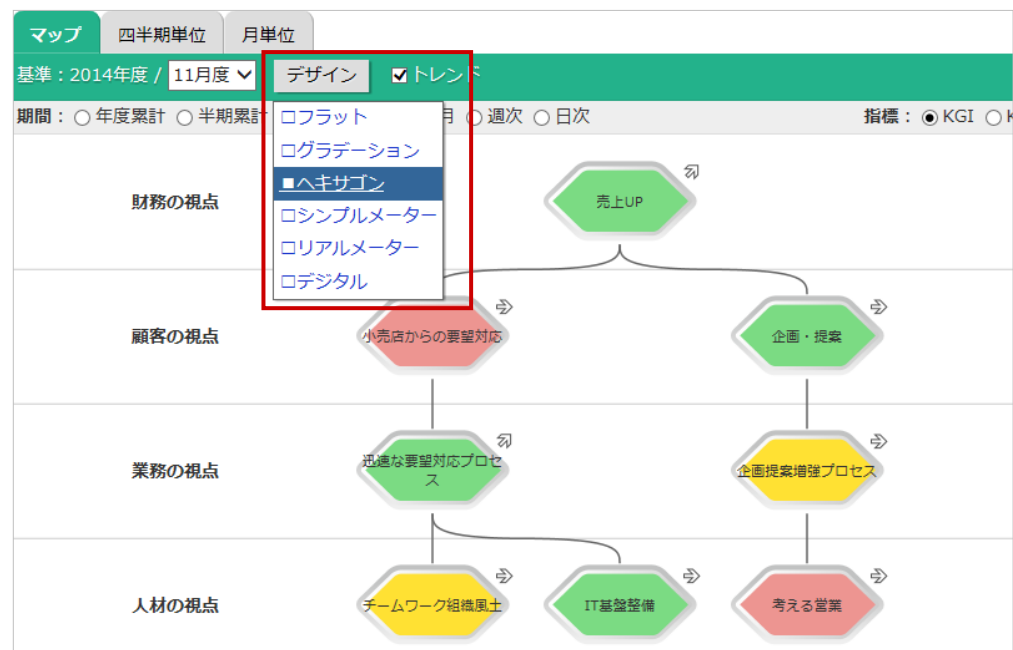 マップ 四半期単位 月単位
基準：2014年度 / 11月度 デザイン トレンド
期間： 年度累計 半期累計 月 週次 日次 指標： KGI
□フラット
□グラデーション
■ヘキサゴン
□シンプルメーター
□リアルメーター
□デジタル
財務の視点 売上UP
顧客の視点 小売店からの要望対応 企画・提案
業務の視点 迅速な要望対応プロセ
ス 企画提案増強プロセス
人材の視点 チームワーク組織風土 IT基盤整備 考える営業